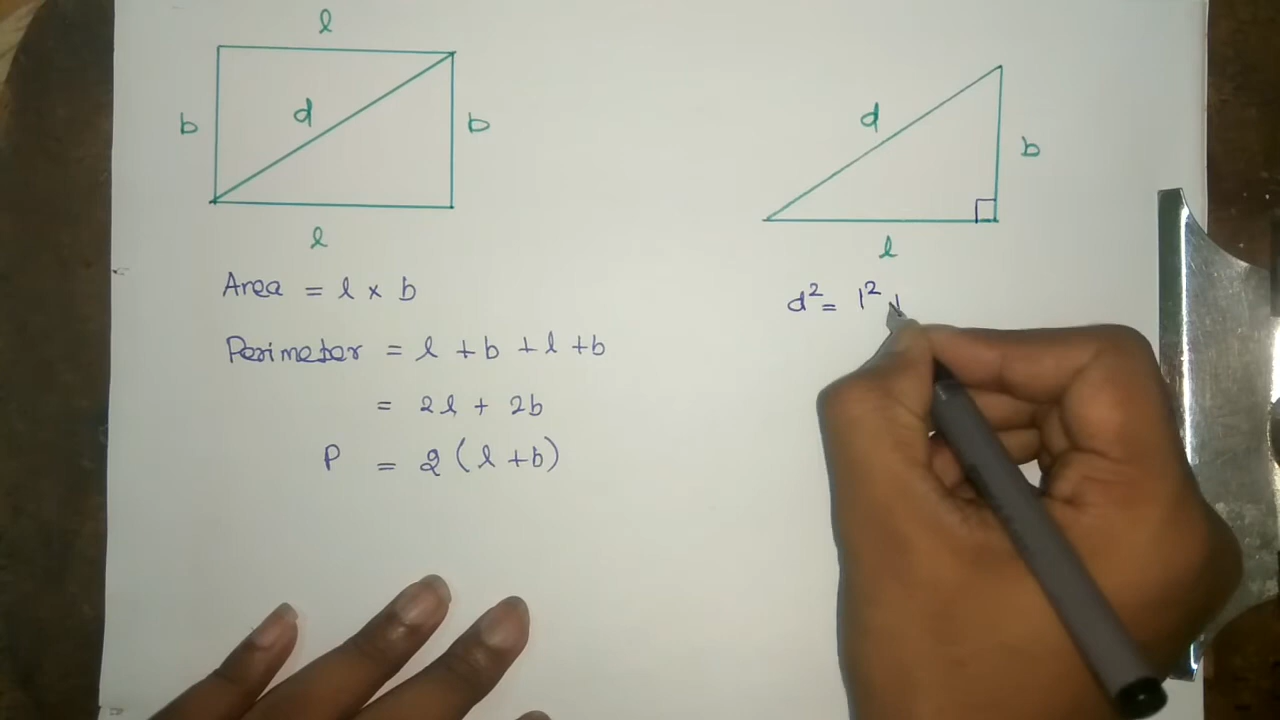 l
b d b
l
Area = l x b
Perimeter = l + b + l + b
= 2l + 2b
P = 2 (l + b)
d
b
l
d² = l²